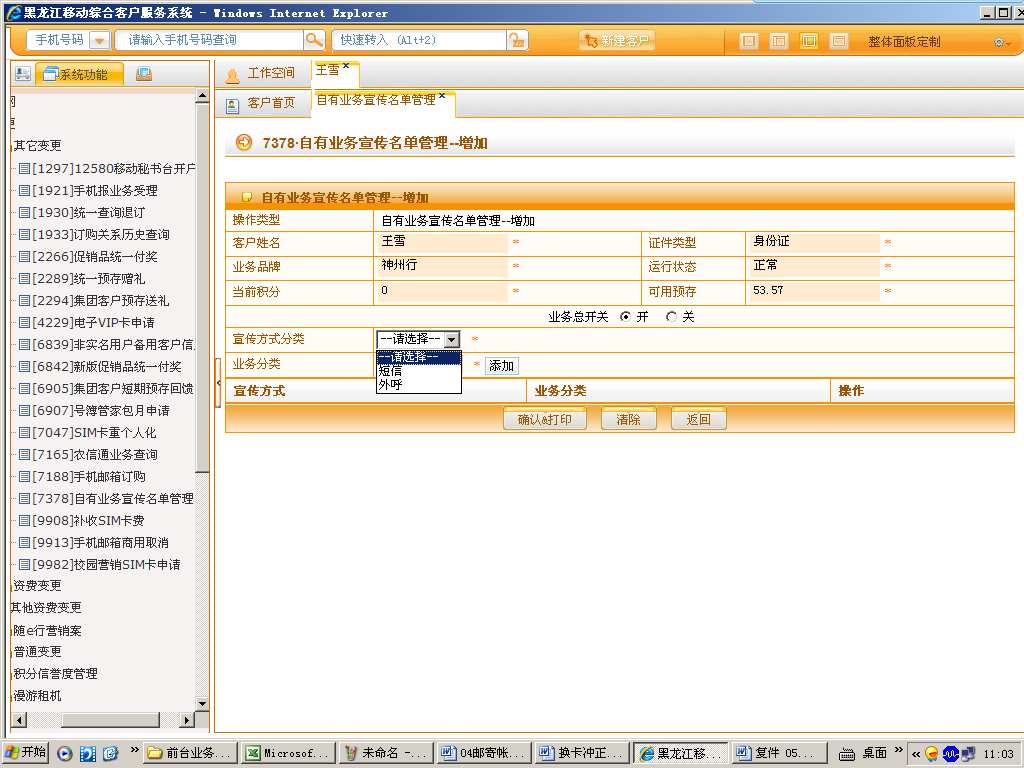 黑龙江移动综合客户服务系统 - Windows Internet Explorer
手机号码 请输入手机号码查询 快速转入 (Alt+2) 新建客户 整体面板定制
系统功能
其它变更
[1297]12580移动秘书台开户
[1921]手机报业务受理
[1930]统一查询退订
[1933]订购关系历史查询
[2266]促销品统一付奖
[2289]统一预存赠礼
[2294]集团客户预存送礼
[4229]电子VIP卡申请
[6839]非实名用户备用客户信
[6842]新版促销品统一付奖
[6905]集团客户短期预存回馈
[6907]号簿管家包月申请
[7047]SIM卡重个人化
[7165]农信通业务查询
[7188]手机邮箱订购
[7378]自有业务宣传名单管理
[9908]补收SIM卡费
[9913]手机邮箱商用取消
[9982]校园营销SIM卡申请
资费变更
其他资费变更
随e行营销案
普通变更
积分信誉度管理
漫游租机
工作空间 王雪 x
客户首页 自有业务宣传名单管理 x
7378·自有业务宣传名单管理--增加
自有业务宣传名单管理--增加
操作类型 自有业务宣传名单管理--增加
客户姓名 王雪 * 证件类型 身份证 *
业务品牌 神州行 * 运行状态 正常 *
当前积分 0 * 可用预存 53.57 *
业务总开关 开 关
宣传方式分类 --请选择-- *
--请选择--
短信
外呼
业务分类 * 添加
宣传方式 业务分类 操作
确认&打印 清除 返回
开始 » 前台业务... Microsof... 未命名 -... 04邮寄帐... 换卡冲正... 黑龙江移... 复件 05... 桌面 » « 11:03